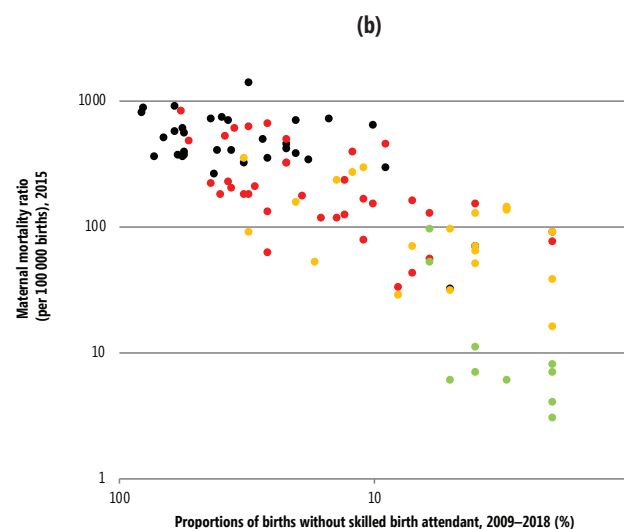 (b)
Maternal mortality ratio
(per 100 000 births), 2015
1000
100
10
1
100
10
Proportions of births without skilled birth attendant, 2009–2018 (%)